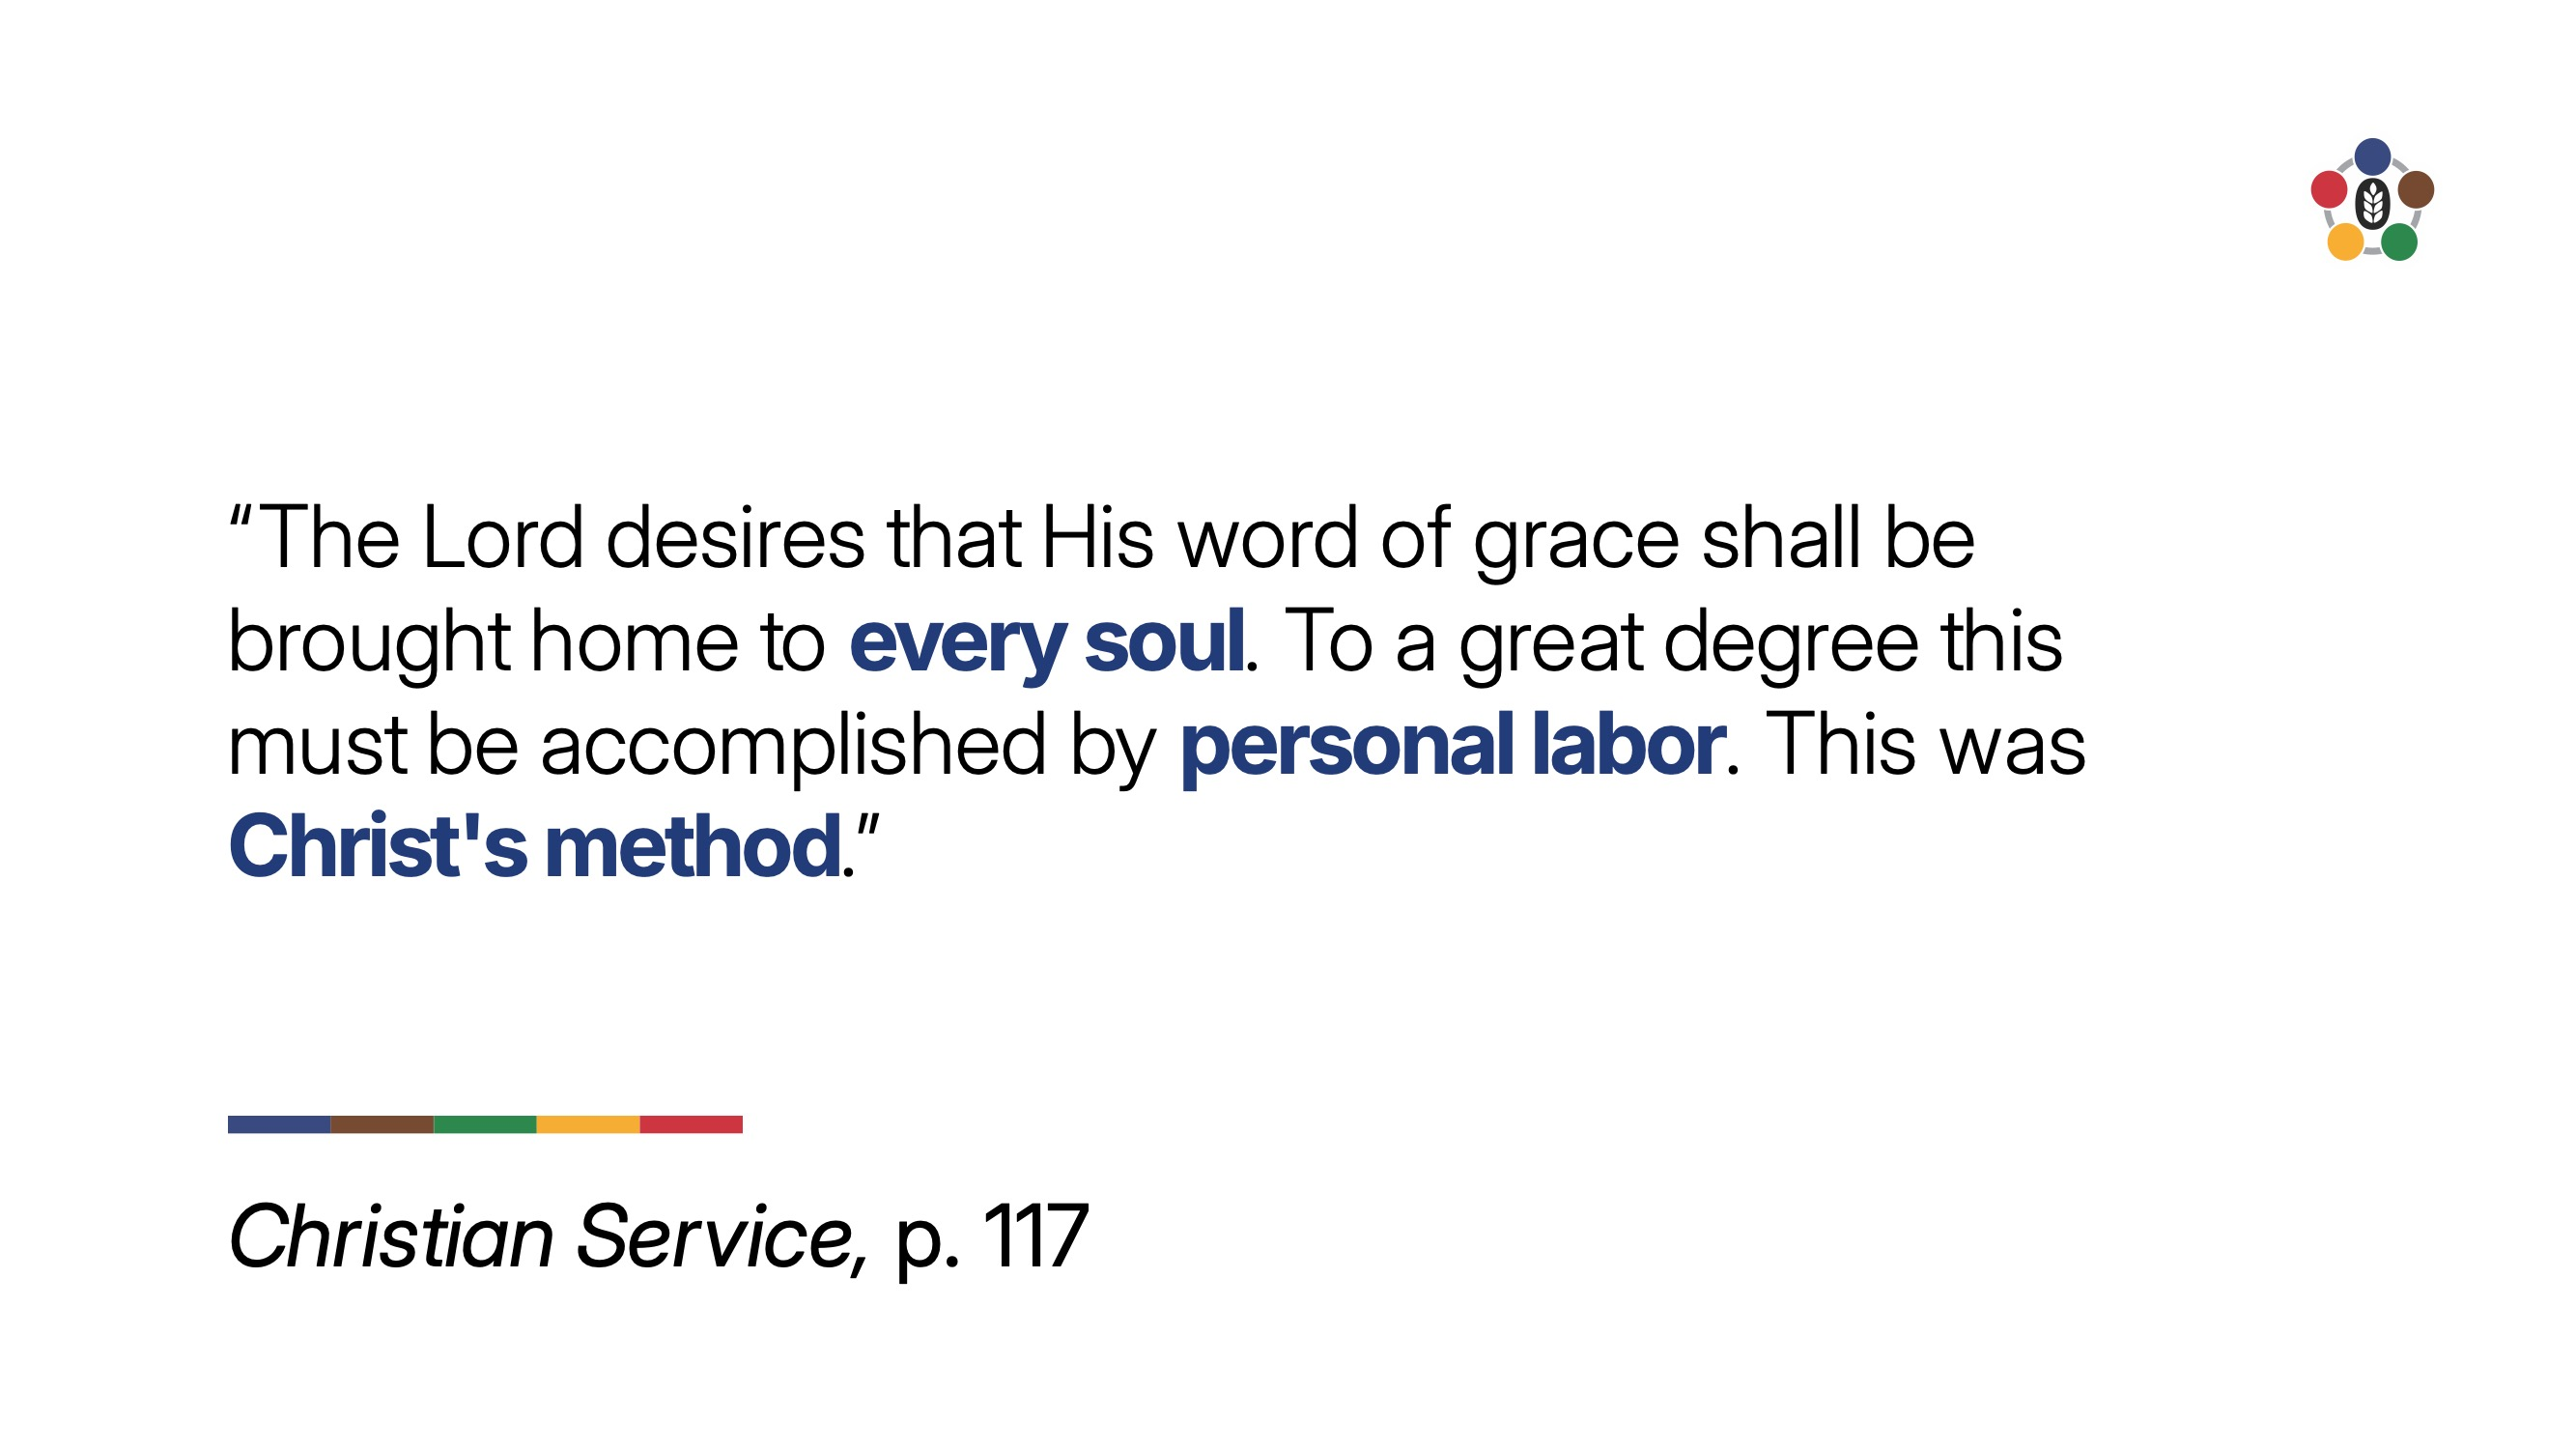 “The Lord desires that His word of grace shall be
brought home to every soul. To a great degree this
must be accomplished by personal labor. This was
Christ's method.”
Christian Service, p. 117